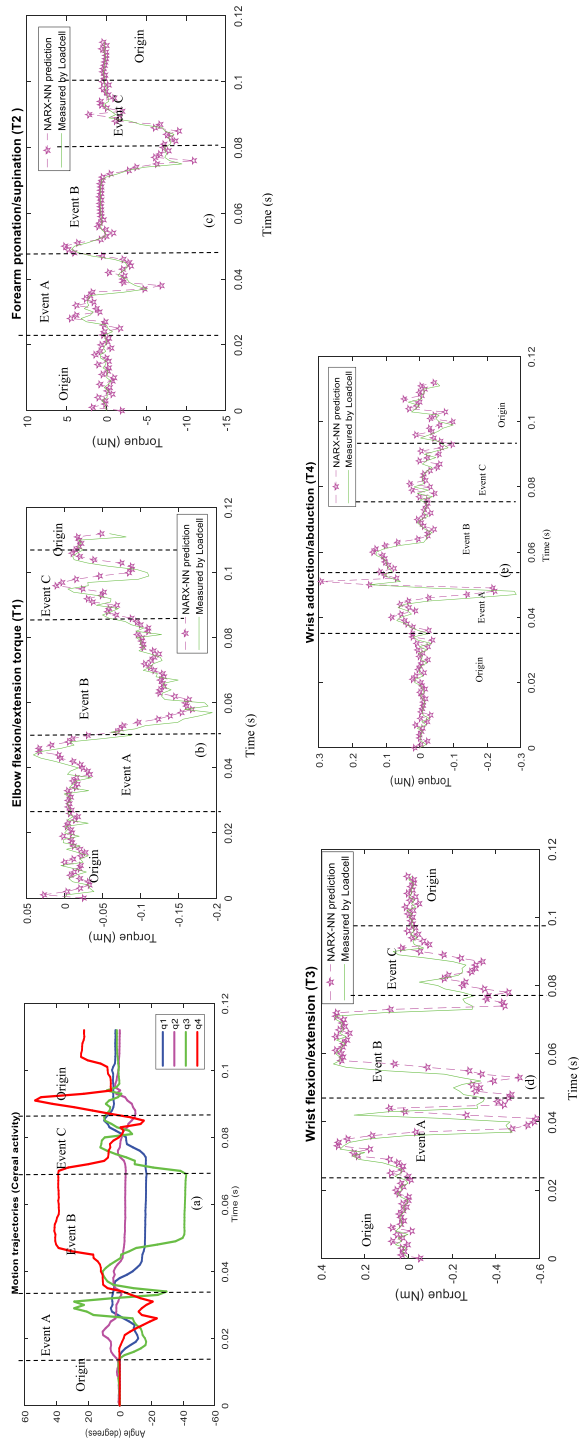 Motion trajectories (Cereal activity)
Angle (degrees)
60
40
20
0
-20
-40
-60
Origin
Event A
Event B
Event C
Origin
q1
q2
q3
q4
(a)
0
0.02
0.04
0.06
0.08
0.1
0.12
Time (s)
Elbow flexion/extension torque (T1)
Torque (Nm)
0.05
0
-0.05
-0.1
-0.15
-0.2
Origin
Event A
Event B
Event C
Origin
NARX-NN prediction
Measured by Loadcell
(b)
0
0.02
0.04
0.06
0.08
0.1
0.12
Time (s)
Forearm pronation/supination (T2)
Torque (Nm)
10
5
0
-5
-10
-15
Origin
Event A
Event B
Event C
Origin
NARX-NN prediction
Measured by Loadcell
(c)
0
0.02
0.04
0.06
0.08
0.1
0.12
Time (s)
Wrist flexion/extension (T3)
Torque (Nm)
0.4
0.2
0
-0.2
-0.4
-0.6
Origin
Event A
Event B
Event C
Origin
NARX-NN prediction
Measured by Loadcell
(d)
0
0.02
0.04
0.06
0.08
0.1
0.12
Time (s)
Wrist adduction/abduction (T4)
Torque (Nm)
0.3
0.2
0.1
0
-0.1
-0.2
-0.3
Origin
Event A
Event B
Event C
Origin
NARX-NN prediction
Measured by Loadcell
(e)
0
0.02
0.04
0.06
0.08
0.1
0.12
Time (s)